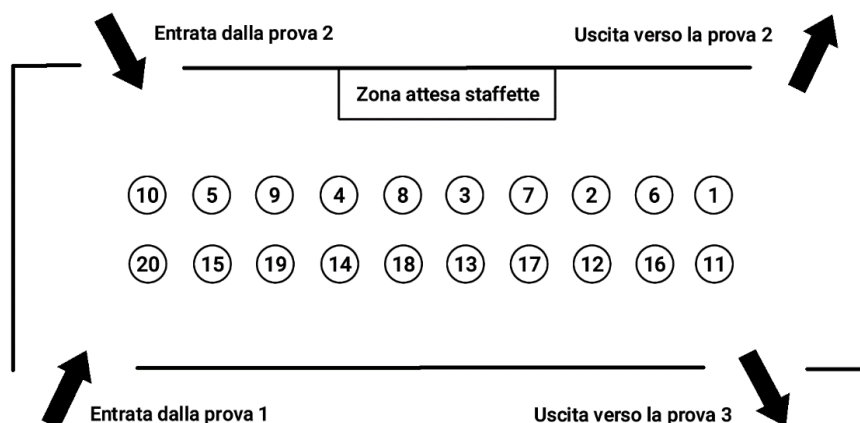 Entrata dalla prova 2
Uscita verso la prova 2
Zona attesa staffette
10 5 9 4 8 3 7 2 6 1
20 15 19 14 18 13 17 12 16 11
Entrata dalla prova 1
Uscita verso la prova 3